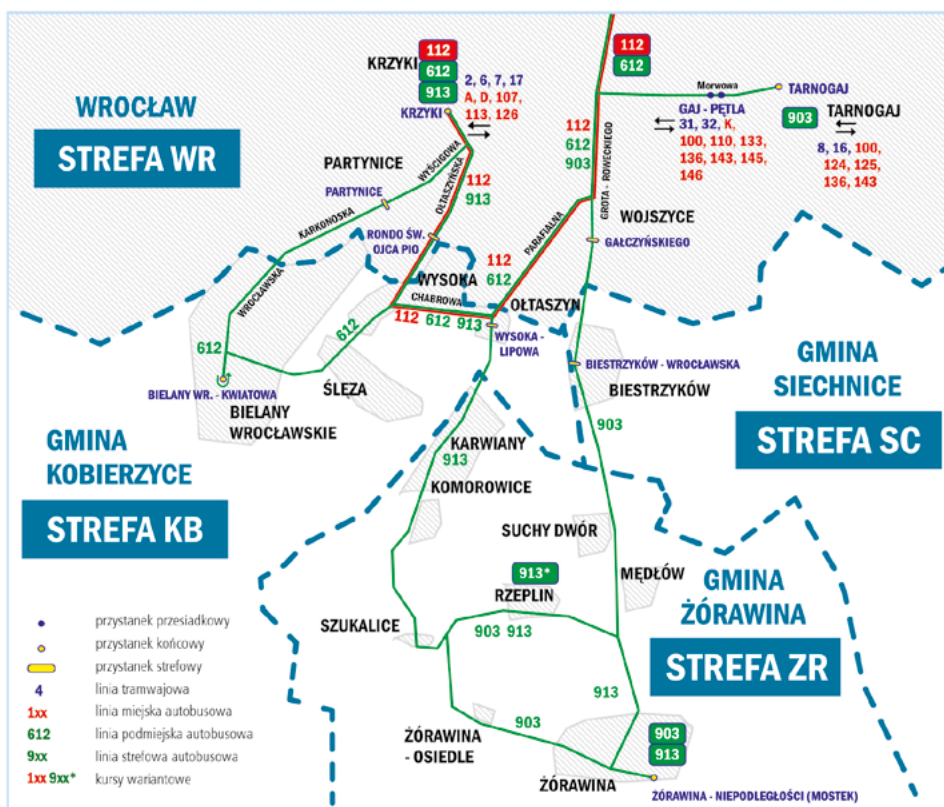 WROCŁAW
STREFA WR
KRZYKI
112
612
913
KRZYKI
2, 6, 7, 17
A, D, 107,
113, 126
PARTYNICE
PARTYNICE
WYŚCIGOWA
KARKONOSKA
WROCŁAWSKA
OŁTASZYŃSKA
112
913
RONDO ŚW.
OJCA PIO
WYSOKA
CHABROWA
112
612
913
612
612
112
612
PARAFIALNA
OŁTASZYN
WYSOKA -
LIPOWA
112
612
112
612
903
GROTA - ROWECKIEGO
Morwowa
GAJ - PĘTLA
31, 32, K,
100, 110, 133,
136, 143, 145,
146
TARNOGAJ
903
TARNOGAJ
8, 16, 100,
124, 125,
136, 143
WOJSZYCE
GAŁCZYŃSKIEGO
BIESTRZYKÓW - WROCŁAWSKA
BIESTRZYKÓW
903
GMINA
SIECHNICE
STREFA SC
BIELANY WR. - KWIATOWA
BIELANY
WROCŁAWSKIE
ŚLĘZA
GMINA
KOBIERZYCE
STREFA KB
KARWIANY
913
KOMOROWICE
SUCHY DWÓR
MĘDŁÓW
913*
RZEPLIN
903 913
SZUKALICE
GMINA
ŻÓRAWINA
STREFA ZR
913
903
ŻÓRAWINA
- OSIEDLE
ŻÓRAWINA
903
913
ŻÓRAWINA - NIEPODLEGŁOŚCI (MOSTEK)
przystanek przesiadkowy
przystanek końcowy
przystanek strefowy
4 linia tramwajowa
1xx linia miejska autobusowa
612 linia podmiejska autobusowa
9xx linia strefowa autobusowa
1xx 9xx* kursy wariantowe